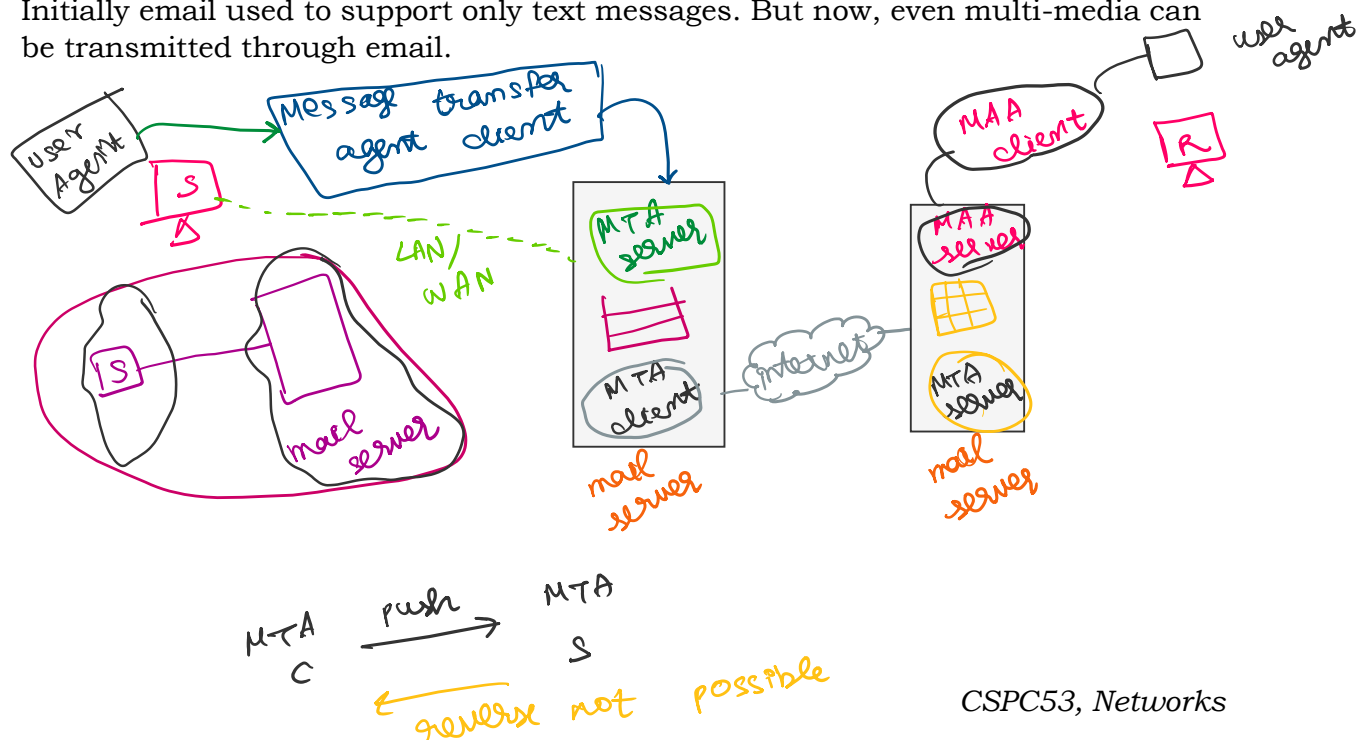 Initially email used to support only text messages. But now, even multi-media can
be transmitted through email.
user
agent
User
Agent
Message transfer
agent client
S
LAN/
WAN
MTA
server
MTA
client
mail
server
internet
MAA
client
R
MAA
server
MTA
server
mail
server
S
mail
server
MTA
C
push
MTA
S
reverse not possible
CSPC53, Networks